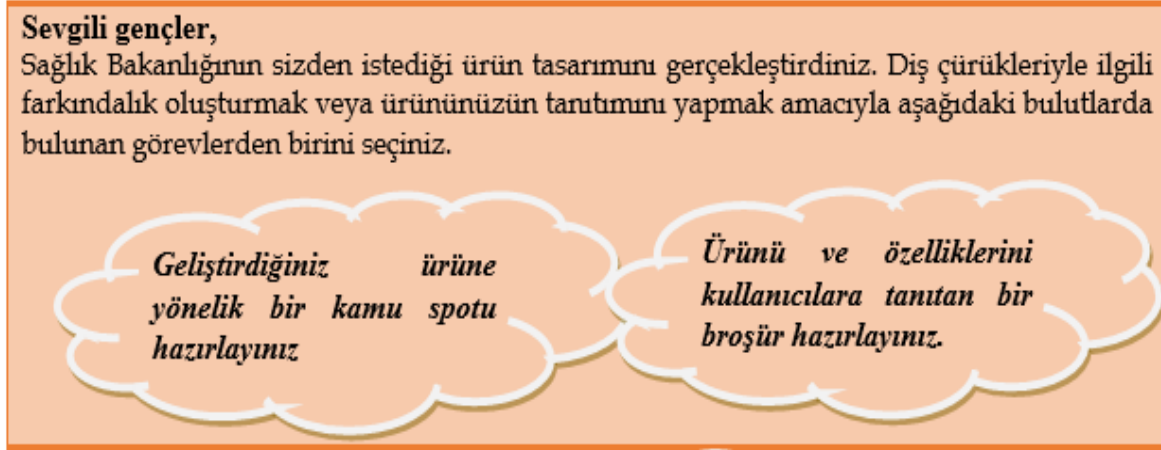 Sevgili gençler,
Sağlık Bakanlığının sizden istediği ürün tasarımını gerçekleştirdiniz. Diş çürükleriyle ilgili
farkındalık oluşturmak veya ürününüzün tanıtımını yapmak amacıyla aşağıdaki bulutlarda
bulunan görevlerden birini seçiniz.
Geliştirdiğiniz ürüne
yönelik bir kamu spotu
hazırlayınız
Ürünü ve özelliklerini
kullanıcılara tanıtan bir
broşür hazırlayınız.